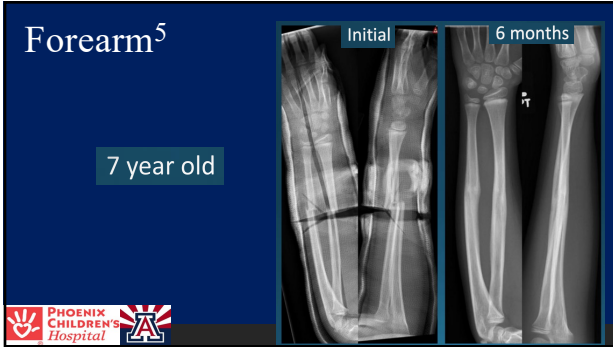 Forearm5
Initial
6 months
7 year old
PHOENIX
CHILDREN'S
Hospital
A